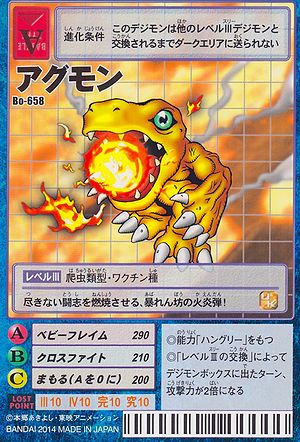 進化条件
このデジモンは他のレベルⅢデジモンと
交換されるまでダークエリアに送られない
アグモン
Bo-658
レベルⅢ 爬虫類型・ワクチン種
尽きない闘志を燃焼させる、暴れん坊の火炎弾!
A ベビーフレイム 290
B クロスファイト 210
C まもる(Aを0に) 200
LOST POINT Ⅲ10 Ⅳ10 完10 究10
◎能力「ハングリー」をもつ
◎「レベルⅢの交換」によって
デジモンボックスに出たターン、
攻撃力が2倍になる
©本郷あきよし・東映アニメーション
BANDAI 2014 MADE IN JAPAN